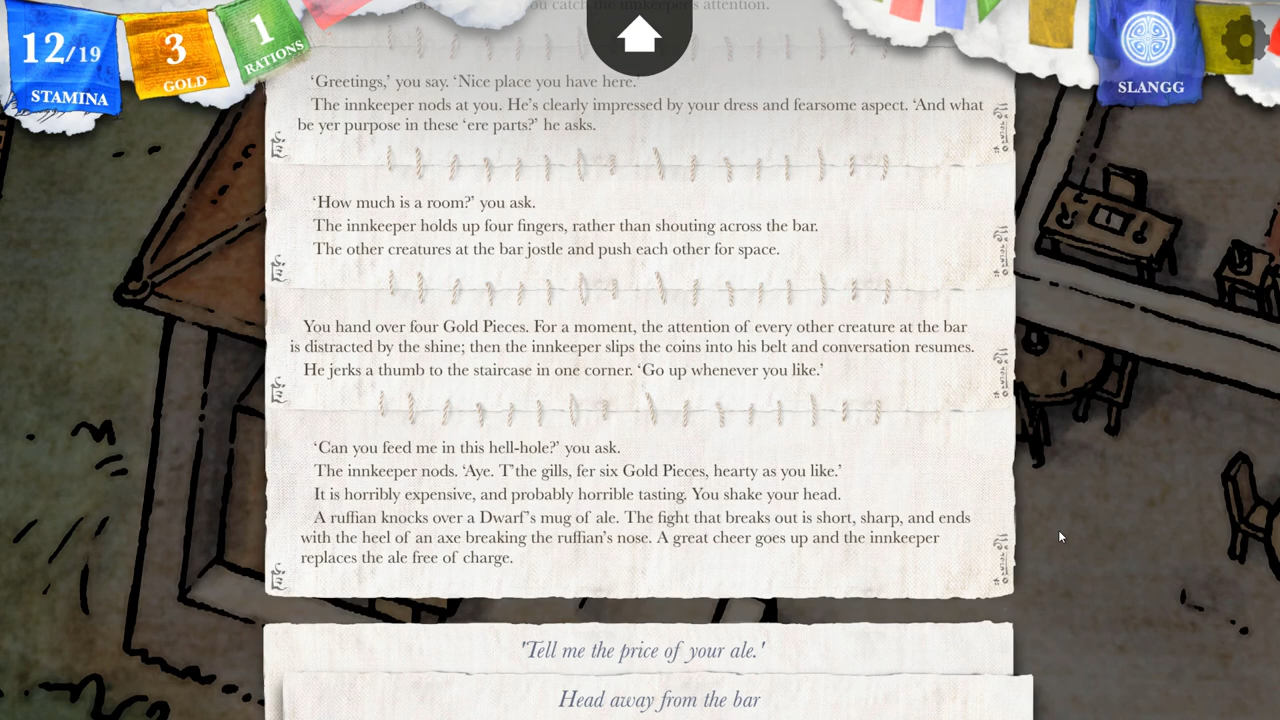 you catch the innkeeper's attention.
12/19
STAMINA
3
GOLD
1
RATIONS
SLANGG
‘Greetings,’ you say. ‘Nice place you have here.’
The innkeeper nods at you. He’s clearly impressed by your dress and fearsome aspect. ‘And what
be yer purpose in these ‘ere parts?’ he asks.
‘How much is a room?’ you ask.
The innkeeper holds up four fingers, rather than shouting across the bar.
The other creatures at the bar jostle and push each other for space.
You hand over four Gold Pieces. For a moment, the attention of every other creature at the bar
is distracted by the shine; then the innkeeper slips the coins into his belt and conversation resumes.
He jerks a thumb to the staircase in one corner. ‘Go up whenever you like.’
‘Can you feed me in this hell-hole?’ you ask.
The innkeeper nods. ‘Aye. T’the gills, fer six Gold Pieces, hearty as you like.’
It is horribly expensive, and probably horrible tasting. You shake your head.
A ruffian knocks over a Dwarf’s mug of ale. The fight that breaks out is short, sharp, and ends
with the heel of an axe breaking the ruffian’s nose. A great cheer goes up and the innkeeper
replaces the ale free of charge.
'Tell me the price of your ale.'
Head away from the bar